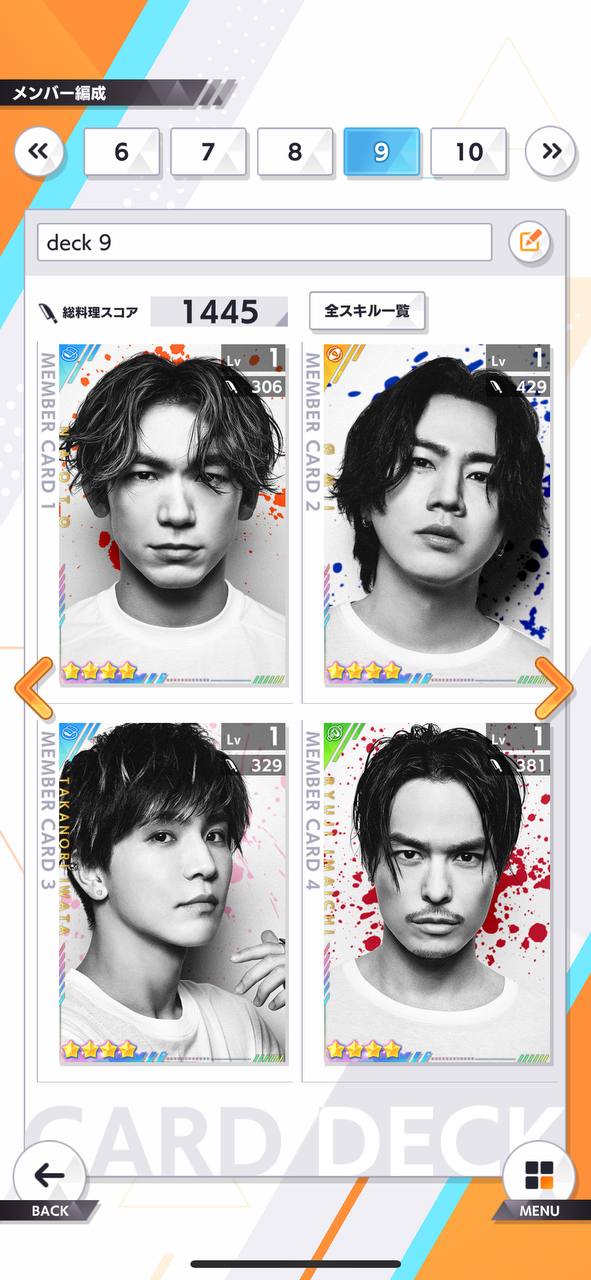 メンバー編成
6 7 8 9 10
deck 9
総料理スコア 1445 全スキル一覧
MEMBER CARD 1
Lv 1
306
MEMBER CARD 2
Lv 1
429
MEMBER CARD 3
TAKANORI IWATA
Lv 1
329
MEMBER CARD 4
RYUJI IMAICHI
Lv 1
381
CARD DECK
BACK
MENU